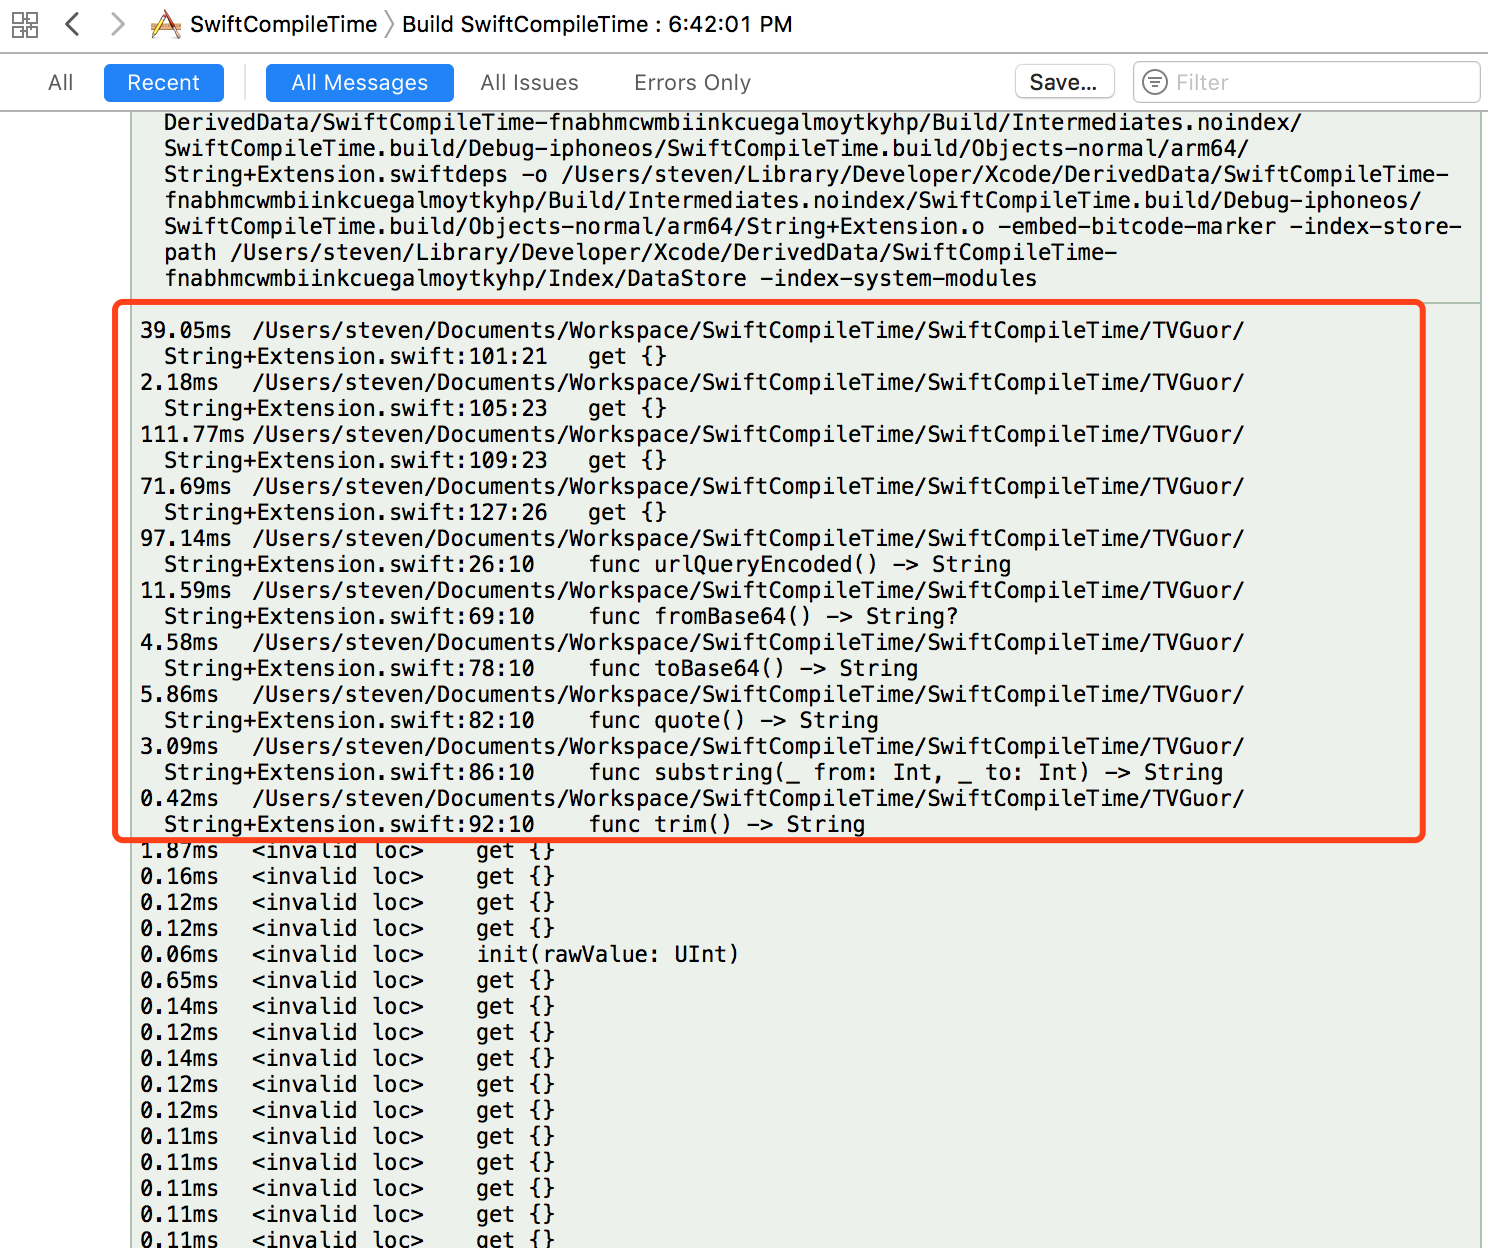 SwiftCompileTime Build SwiftCompileTime : 6:42:01 PM
All Recent All Messages All Issues Errors Only Save... Filter
DerivedData/SwiftCompileTime-fnabhmcwmbiinkcuegalmoytkyhp/Build/Intermediates.noindex/
SwiftCompileTime.build/Debug-iphoneos/SwiftCompileTime.build/Objects-normal/arm64/
String+Extension.swiftdeps -o /Users/steven/Library/Developer/Xcode/DerivedData/SwiftCompileTime-
fnabhmcwmbiinkcuegalmoytkyhp/Build/Intermediates.noindex/SwiftCompileTime.build/Debug-iphoneos/
SwiftCompileTime.build/Objects-normal/arm64/String+Extension.o -embed-bitcode-marker -index-store-
path /Users/steven/Library/Developer/Xcode/DerivedData/SwiftCompileTime-
fnabhmcwmbiinkcuegalmoytkyhp/Index/DataStore -index-system-modules
39.05ms /Users/steven/Documents/Workspace/SwiftCompileTime/SwiftCompileTime/TVGuor/
String+Extension.swift:101:21 get {}
2.18ms /Users/steven/Documents/Workspace/SwiftCompileTime/SwiftCompileTime/TVGuor/
String+Extension.swift:105:23 get {}
111.77ms /Users/steven/Documents/Workspace/SwiftCompileTime/SwiftCompileTime/TVGuor/
String+Extension.swift:109:23 get {}
71.69ms /Users/steven/Documents/Workspace/SwiftCompileTime/SwiftCompileTime/TVGuor/
String+Extension.swift:127:26 get {}
97.14ms /Users/steven/Documents/Workspace/SwiftCompileTime/SwiftCompileTime/TVGuor/
String+Extension.swift:26:10 func urlQueryEncoded() -> String
11.59ms /Users/steven/Documents/Workspace/SwiftCompileTime/SwiftCompileTime/TVGuor/
String+Extension.swift:69:10 func fromBase64() -> String?
4.58ms /Users/steven/Documents/Workspace/SwiftCompileTime/SwiftCompileTime/TVGuor/
String+Extension.swift:78:10 func toBase64() -> String
5.86ms /Users/steven/Documents/Workspace/SwiftCompileTime/SwiftCompileTime/TVGuor/
String+Extension.swift:82:10 func quote() -> String
3.09ms /Users/steven/Documents/Workspace/SwiftCompileTime/SwiftCompileTime/TVGuor/
String+Extension.swift:86:10 func substring(_ from: Int, _ to: Int) -> String
0.42ms /Users/steven/Documents/Workspace/SwiftCompileTime/SwiftCompileTime/TVGuor/
String+Extension.swift:92:10 func trim() -> String
1.87ms <invalid loc> get {}
0.16ms <invalid loc> get {}
0.12ms <invalid loc> get {}
0.12ms <invalid loc> get {}
0.06ms <invalid loc> init(rawValue: UInt)
0.65ms <invalid loc> get {}
0.14ms <invalid loc> get {}
0.12ms <invalid loc> get {}
0.14ms <invalid loc> get {}
0.12ms <invalid loc> get {}
0.12ms <invalid loc> get {}
0.11ms <invalid loc> get {}
0.11ms <invalid loc> get {}
0.11ms <invalid loc> get {}
0.11ms <invalid loc> get {}
0.11ms <invalid loc> get {}